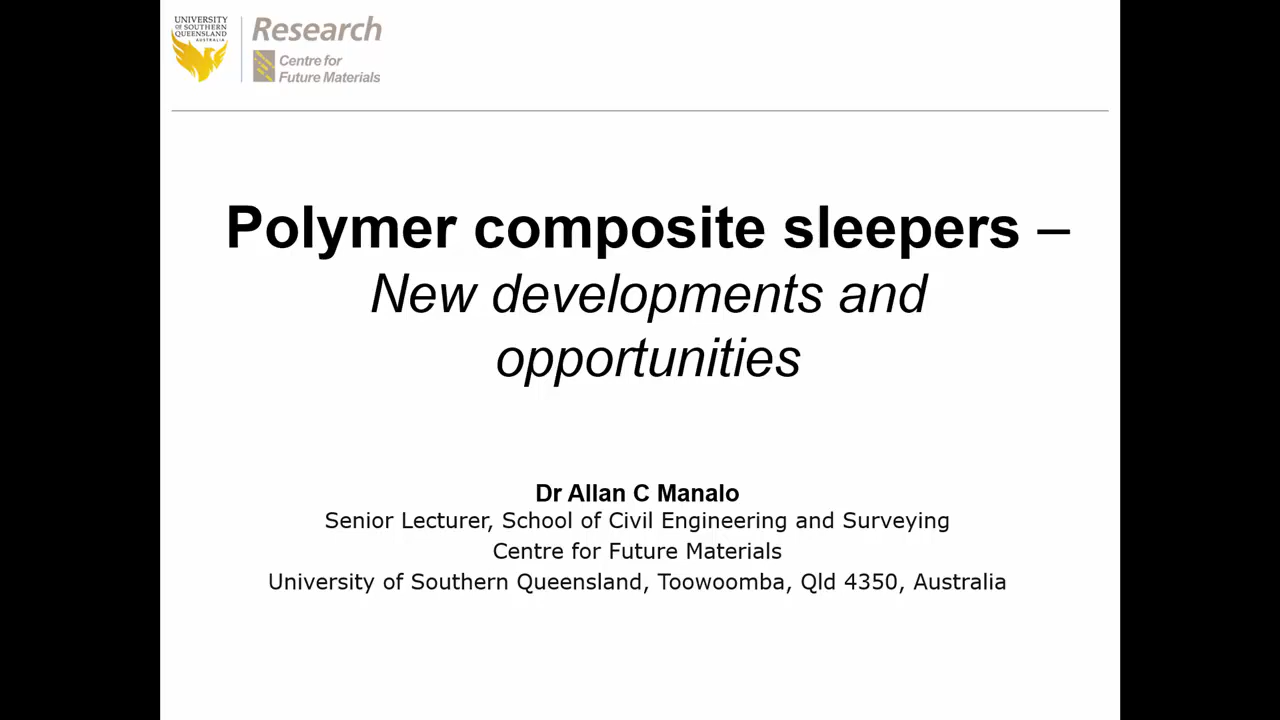 UNIVERSITY
OF SOUTHERN
QUEENSLAND
AUSTRALIA
Research
Centre for
Future Materials
Polymer composite sleepers –
New developments and
opportunities
Dr Allan C Manalo
Senior Lecturer, School of Civil Engineering and Surveying
Centre for Future Materials
University of Southern Queensland, Toowoomba, Qld 4350, Australia